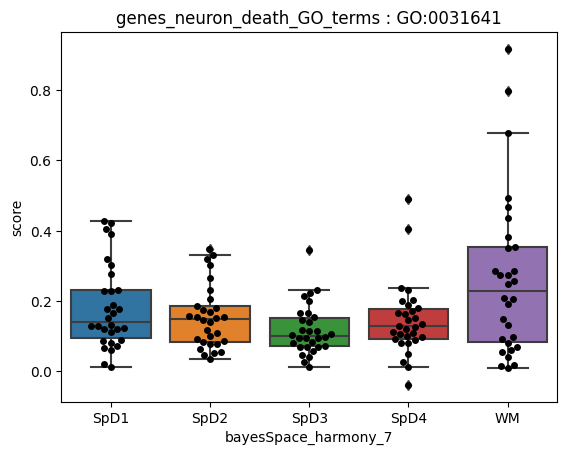 genes_neuron_death_GO_terms : GO:0031641
score
0.8
0.6
0.4
0.2
0.0
SpD1 SpD2 SpD3 SpD4 WM
bayesSpace_harmony_7